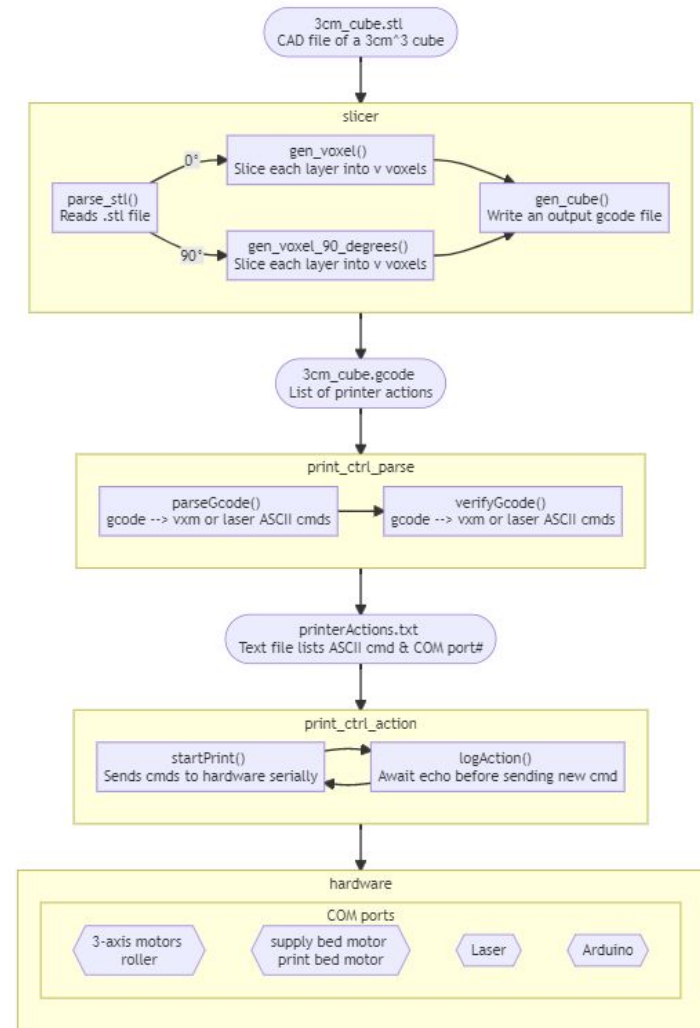 3cm_cube.stl
CAD file of a 3cm^3 cube
slicer
0°
gen_voxel()
Slice each layer into v voxels
parse_stl()
Reads .stl file
gen_cube()
Write an output gcode file
90°
gen_voxel_90_degrees()
Slice each layer into v voxels
3cm_cube.gcode
List of printer actions
print_ctrl_parse
parseGcode()
gcode --> vxm or laser ASCII cmds
verifyGcode()
gcode --> vxm or laser ASCII cmds
printerActions.txt
Text file lists ASCII cmd & COM port#
print_ctrl_action
startPrint()
Sends cmds to hardware serially
logAction()
Await echo before sending new cmd
hardware
COM ports
3-axis motors
roller
supply bed motor
print bed motor
Laser
Arduino